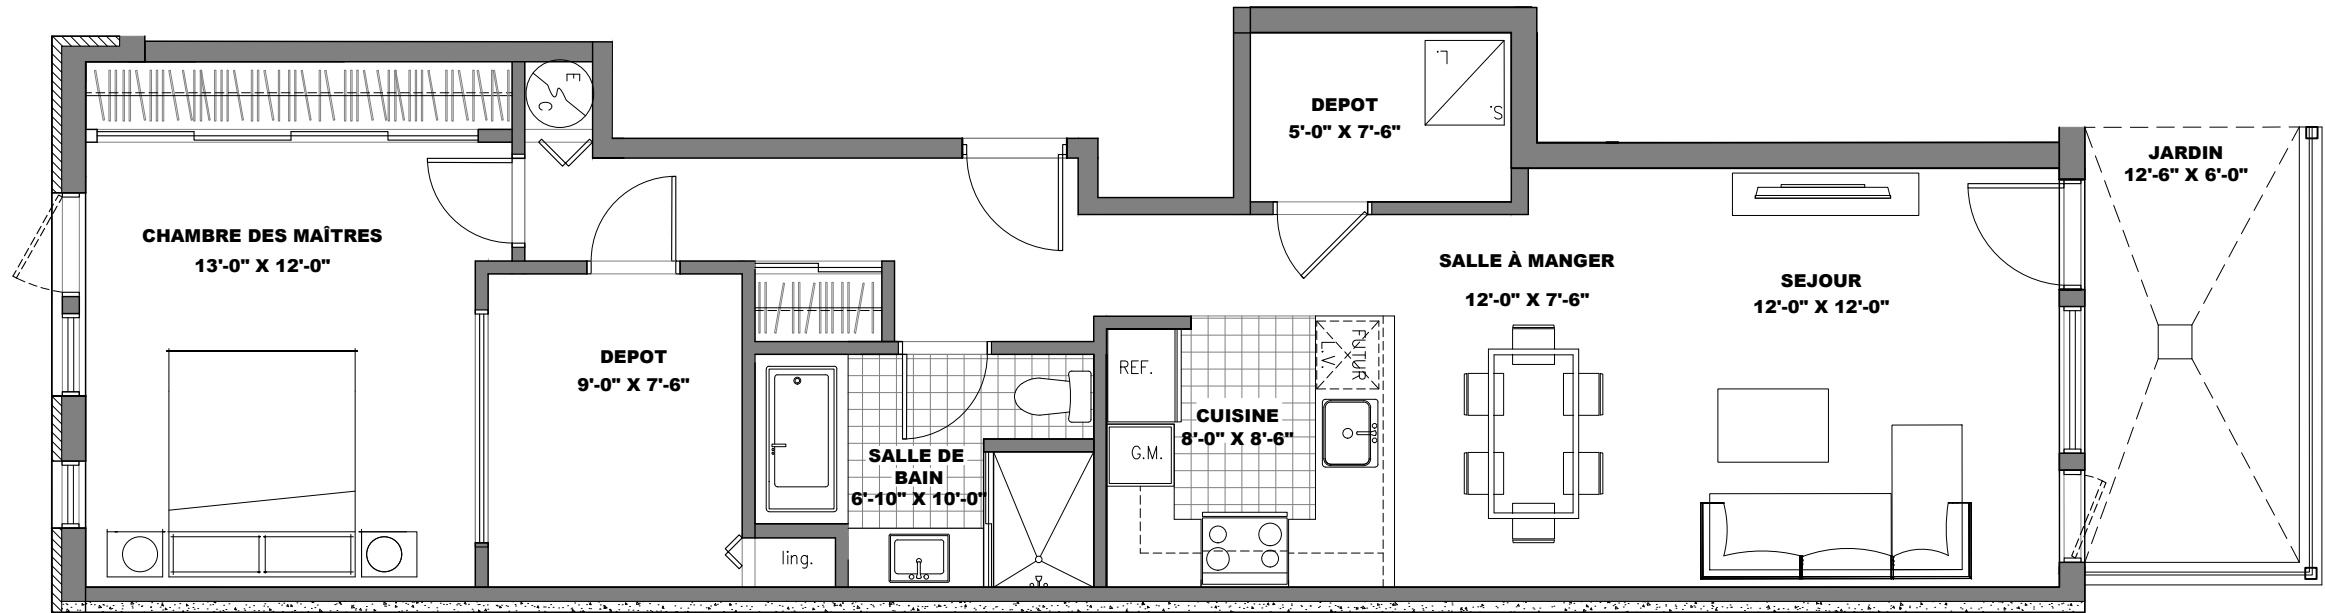 E
C
L.
S.
DEPOT
5'-0" X 7'-6"
JARDIN
12'-6" X 6'-0"
CHAMBRE DES MAÎTRES
13'-0" X 12'-0"
SALLE À MANGER
12'-0" X 7'-6"
SEJOUR
12'-0" X 12'-0"
DEPOT
9'-0" X 7'-6"
REF.
FUTUR
L.V.
CUISINE
8'-0" X 8'-6"
G.M.
SALLE DE
BAIN
6'-10" X 10'-0"
ling.